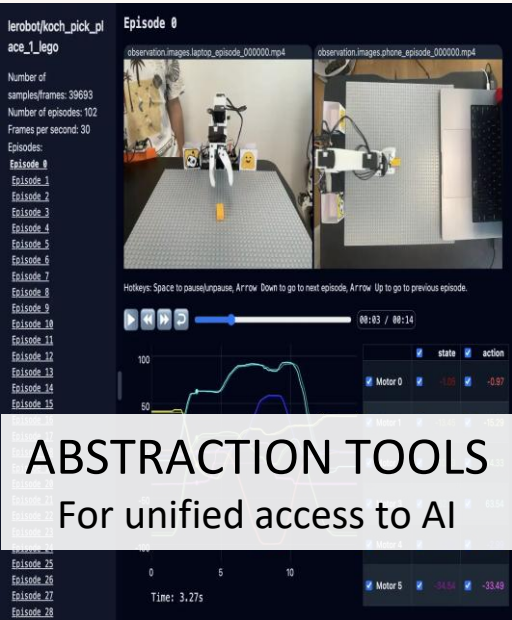 lerobot/koch_pick_pl
ace_1_lego
Number of
samples/frames: 39693
Number of episodes: 102
Frames per second: 30
Episodes:
Episode 0
Episode 1
Episode 2
Episode 3
Episode 4
Episode 5
Episode 6
Episode 7
Episode 8
Episode 9
Episode 10
Episode 11
Episode 12
Episode 13
Episode 14
Episode 15
Episode 25
Episode 26
Episode 27
Episode 28
Episode 0
observation.images.laptop_episode_000000.mp4
observation.images.phone_episode_000000.mp4
Hotkeys: Space to pause/unpause, Arrow Down to go to next episode, Arrow Up to go to previous episode.
00:03 / 00:14
100
50
0 5 10
Time: 3.27s
state action
Motor 0 -0.97
Motor 5 -33.49
ABSTRACTION TOOLS
For unified access to AI